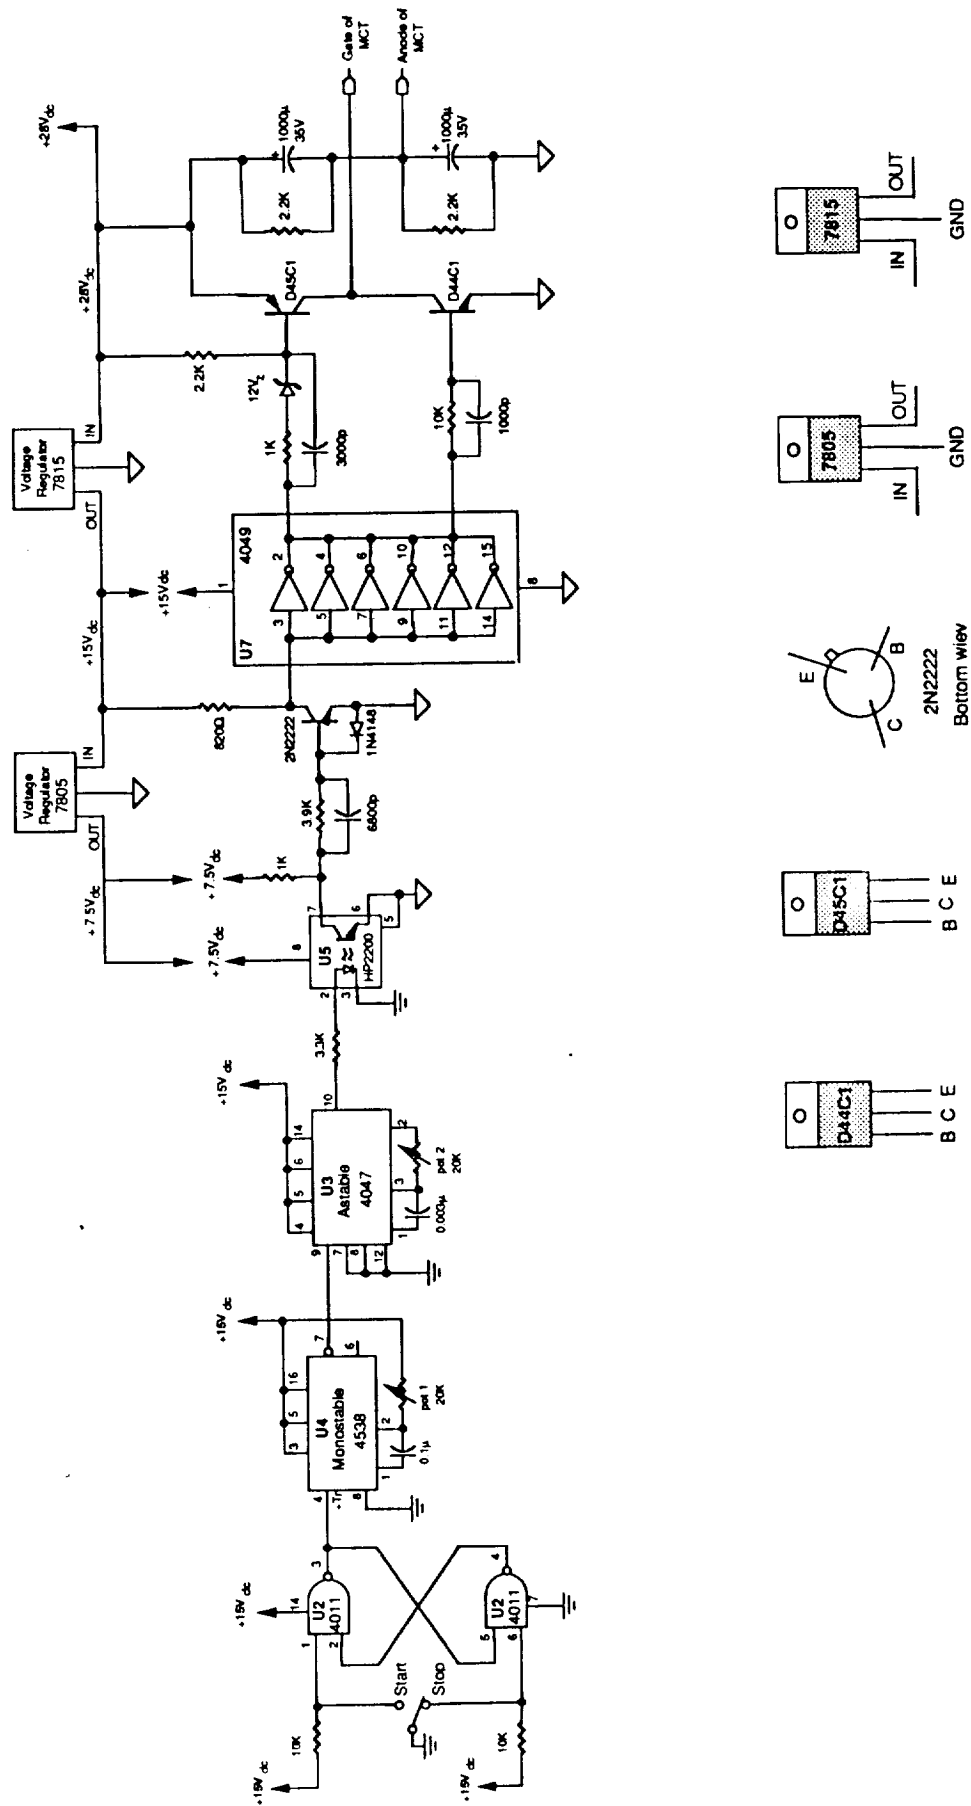 +28Vdc
+28Vdc
Voltage
Regulator
7815
IN
OUT
+15Vdc
+15Vdc
Voltage
Regulator
7805
IN
OUT
+7.5Vdc
+7.5Vdc
+7.5Vdc
Gate of
MCT
Anode of
MCT
1000µ
35V
+
2.2K
1000µ
35V
+
2.2K
D45C1
D44C1
2.2K
12Vz
1K
3000p
10K
1000p
4049
U7
1
8
3
2
5
4
7
6
9
10
11
12
14
15
820Ω
2N2222
1N4148
3.9K
6800p
1K
U5
HP2200
8
7
6
5
2
3
3.3K
+15Vdc
10
14
6
5
4
U3
Astable
4047
9
7
8
12
1
3
2
pot 2
20K
0.003µ
+15Vdc
7
6
16
5
3
U4
Monostable
4538
4
+Tr
8
1
2
pot 1
20K
0.1µ
+15Vdc
14
U2
4011
1
2
3
U2
4011
5
6
4
7
Start
Stop
10K
+15Vdc
10K
+15Vdc
D44C1
B C E
D45C1
B C E
E
B
C
2N2222
Bottom wiev
7805
IN
OUT
GND
7815
IN
OUT
GND